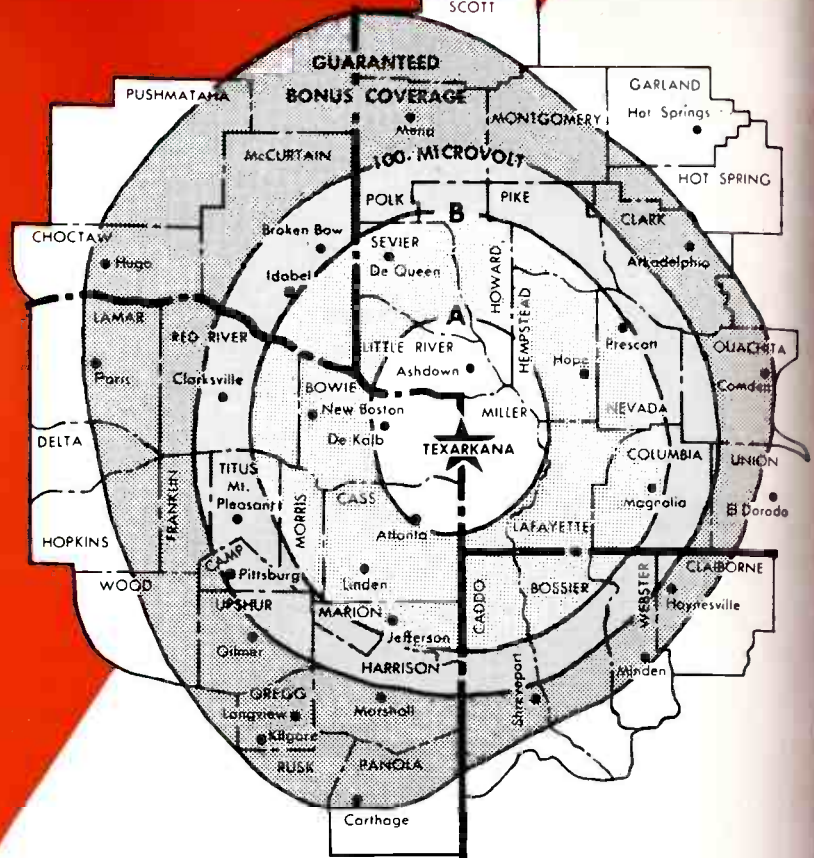 SCOTT
GUARANTEED
BONUS COVERAGE
PUSHMATAHA
GARLAND
Hot Springs
Mena
MONTGOMERY
McCURTAIN
100. MICROVOLT
HOT SPRING
POLK
B
PIKE
CLARK
CHOCTAW
Broken Bow
SEVIER
De Queen
Arkadelphia
Hugo
Idabel
HOWARD
HEMPSTEAD
A
LAMAR
RED RIVER
LITTLE RIVER
Ashdown
Prescott
OUACHITA
Paris
Clarksville
BOWIE
Hope
Camden
New Boston
MILLER
NEVADA
De Kalb
DELTA
TEXARKANA
COLUMBIA
UNION
TITUS
Mt.
Pleasant
FRANKLIN
MORRIS
CASS
Magnolia
El Dorado
HOPKINS
Atlanta
LAFAYETTE
CAMP
Pittsburg
Linden
CADDO
BOSSIER
WEBSTER
CLAIBORNE
WOOD
UPSHUR
MARION
Haynesville
Jefferson
Gilmer
HARRISON
Minden
GREGG
Longview
Marshall
Shreveport
Kilgore
RUSK
PANOLA
Carthage